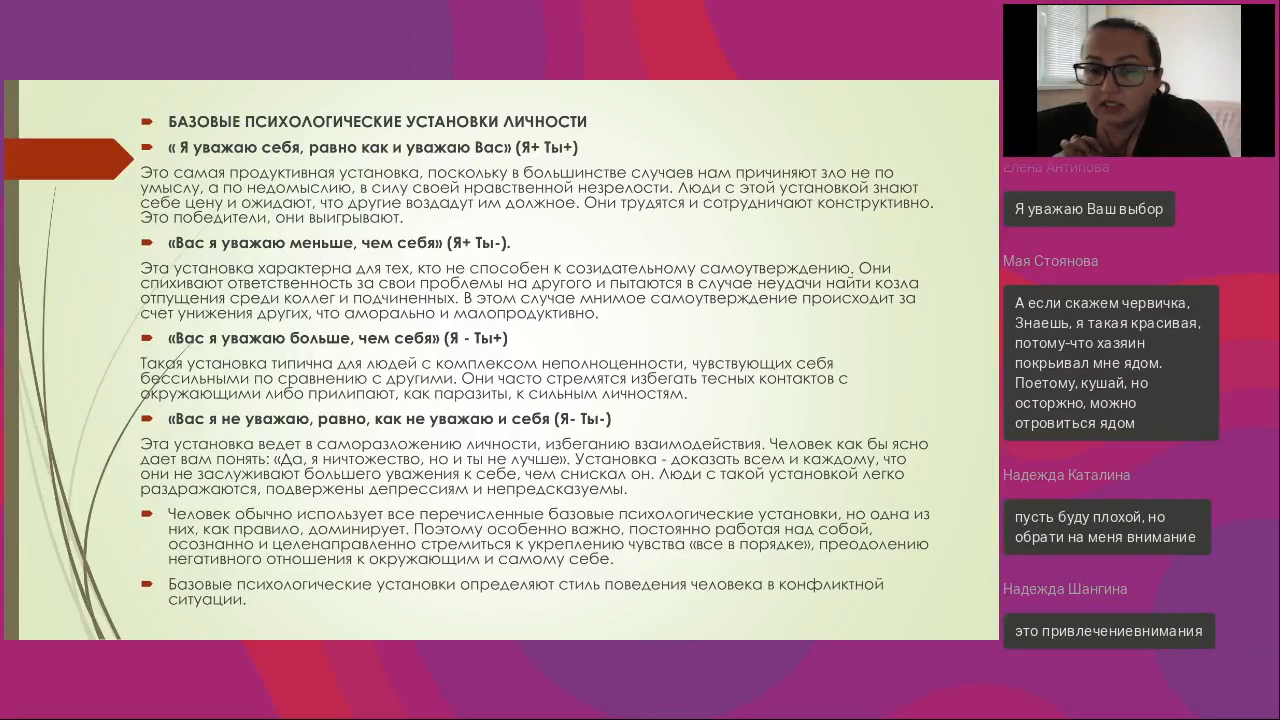 БАЗОВЫЕ ПСИХОЛОГИЧЕСКИЕ УСТАНОВКИ ЛИЧНОСТИ
« Я уважаю себя, равно как и уважаю Вас» (Я+ Ты+)
Это самая продуктивная установка, поскольку в большинстве случаев нам причиняют зло не по
умыслу, а по недомыслию, в силу своей нравственной незрелости. Люди с этой установкой знают
себе цену и ожидают, что другие воздадут им должное. Они трудятся и сотрудничают конструктивно.
Это победители, они выигрывают.
«Вас я уважаю меньше, чем себя» (Я+ Ты-).
Эта установка характерна для тех, кто не способен к созидательному самоутверждению. Они
спихивают ответственность за свои проблемы на другого и пытаются в случае неудачи найти козла
отпущения среди коллег и подчиненных. В этом случае мнимое самоутверждение происходит за
счет унижения других, что аморально и малопродуктивно.
«Вас я уважаю больше, чем себя» (Я - Ты+)
Такая установка типична для людей с комплексом неполноценности, чувствующих себя
бессильными по сравнению с другими. Они часто стремятся избегать тесных контактов с
окружающими либо прилипают, как паразиты, к сильным личностям.
«Вас я не уважаю, равно, как не уважаю и себя (Я- Ты-)
Эта установка ведет в саморазложению личности, избеганию взаимодействия. Человек как бы ясно
дает вам понять: «Да, я ничтожество, но и ты не лучше». Установка - доказать всем и каждому, что
они не заслуживают большего уважения к себе, чем снискал он. Люди с такой установкой легко
раздражаются, подвержены депрессиям и непредсказуемы.
Человек обычно использует все перечисленные базовые психологические установки, но одна из
них, как правило, доминирует. Поэтому особенно важно, постоянно работая над собой,
осознанно и целенаправленно стремиться к укреплению чувства «все в порядке», преодолению
негативного отношения к окружающим и самому себе.
Базовые психологические установки определяют стиль поведения человека в конфликтной
ситуации.
Елена Антипова
Я уважаю Ваш выбор
Мая Стоянова
А если скажем червичка,
Знаешь, я такая красивая,
потому-что хазяин
покрьивал мне ядом.
Поетому, кушай, но
осторжно, можно
отровиться ядом
Надежда Каталина
пусть буду плохой, но
обрати на меня внимание
Надежда Шангина
это привлечениевнимания